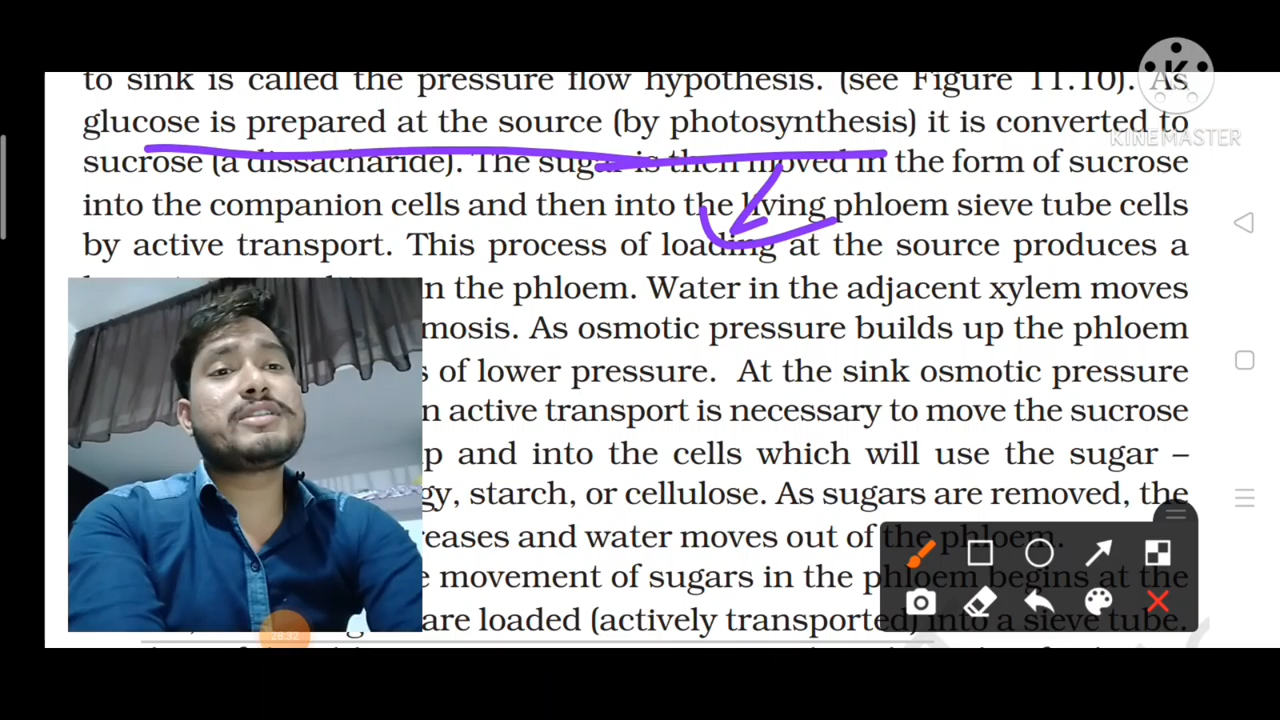 to sink is called the pressure flow hypothesis. (see Figure 11.10). As
KINEMASTER
glucose is prepared at the source (by photosynthesis) it is converted to
sucrose (a dissacharide). The sugar is then moved in the form of sucrose
into the companion cells and then into the living phloem sieve tube cells
by active transport. This process of loading at the source produces a
in the phloem. Water in the adjacent xylem moves
mosis. As osmotic pressure builds up the phloem
s of lower pressure. At the sink osmotic pressure
n active transport is necessary to move the sucrose
p and into the cells which will use the sugar –
gy, starch, or cellulose. As sugars are removed, the
reases and water moves out of the phloem.
e movement of sugars in the phloem begins at the
are loaded (actively transported) into a sieve tube.
28:32